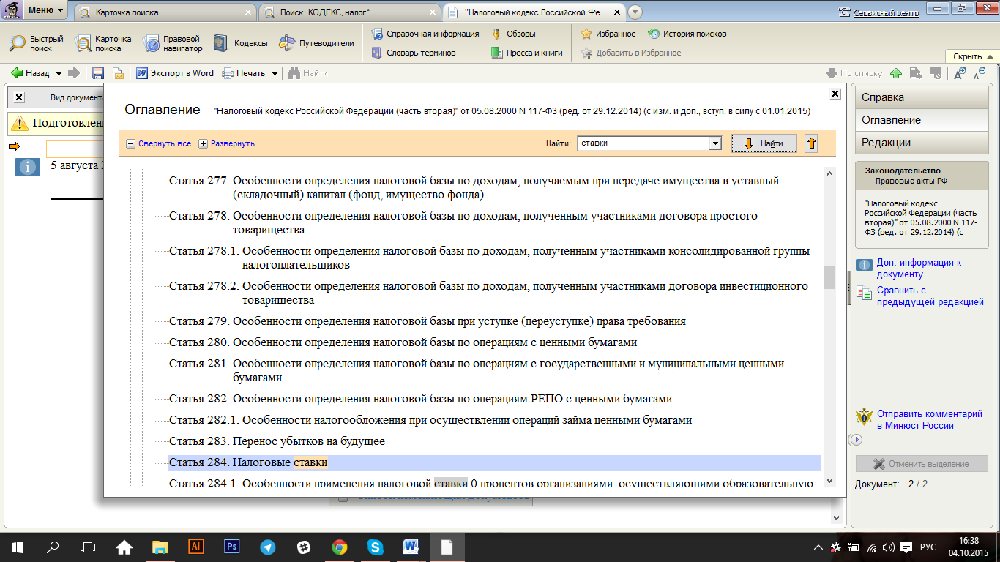 Меню
Карточка поиска
Поиск: КОДЕКС, налог*
"Налоговый кодекс Российской Фе...
Сервисный центр
Быстрый поиск
Карточка поиска
Правовой навигатор
Кодексы
Путеводители
Справочная информация
Обзоры
Словарь терминов
Пресса и книги
Избранное
История поисков
Добавить в Избранное
Скрыть
Назад
Экспорт в Word
Печать
Найти
По списку
Вид документ
Подготовлен
5 августа 2
Оглавление "Налоговый кодекс Российской Федерации (часть вторая)" от 05.08.2000 N 117-ФЗ (ред. от 29.12.2014) (с изм. и доп., вступ. в силу с 01.01.2015)
Свернуть все
Развернуть
Найти: ставки
Найти
Статья 277. Особенности определения налоговой базы по доходам, получаемым при передаче имущества в уставный
(складочный) капитал (фонд, имущество фонда)
Статья 278. Особенности определения налоговой базы по доходам, полученным участниками договора простого
товарищества
Статья 278.1. Особенности определения налоговой базы по доходам, полученным участниками консолидированной группы
налогоплательщиков
Статья 278.2. Особенности определения налоговой базы по доходам, полученным участниками договора инвестиционного
товарищества
Статья 279. Особенности определения налоговой базы при уступке (переуступке) права требования
Статья 280. Особенности определения налоговой базы по операциям с ценными бумагами
Статья 281. Особенности определения налоговой базы по операциям с государственными и муниципальными ценными
бумагами
Статья 282. Особенности определения налоговой базы по операциям РЕПО с ценными бумагами
Статья 282.1. Особенности налогообложения при осуществлении операций займа ценными бумагами
Статья 283. Перенос убытков на будущее
Статья 284. Налоговые ставки
Статья 284.1. Особенности применения налоговой ставки 0 процентов организациями, осуществляющими образовательную
Список изменяющих документов
Справка
Оглавление
Редакции
Законодательство
Правовые акты РФ
"Налоговый кодекс
Российской Федерации (часть
вторая)" от 05.08.2000 N 117-
ФЗ (ред. от 29.12.2014) (с
Доп. информация к
документу
Сравнить с
предыдущей редакцией
Отправить комментарий
в Минюст России
Отменить выделение
Документ: 2 / 2
Ai
Ps
РУС
16:38
04.10.2015